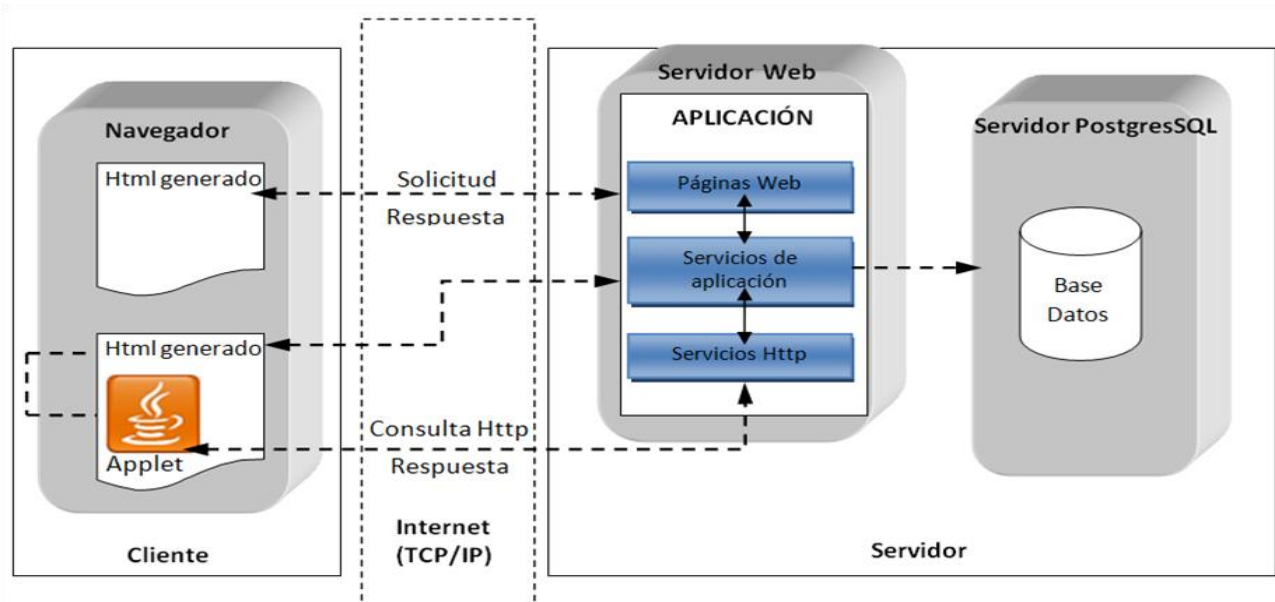 Navegador
Html generado
Html generado
Applet
Cliente
Solicitud
Respuesta
Consulta Http
Respuesta
Internet
(TCP/IP)
Servidor Web
APLICACIÓN
Páginas Web
Servicios de
aplicación
Servicios Http
Servidor PostgresSQL
Base
Datos
Servidor